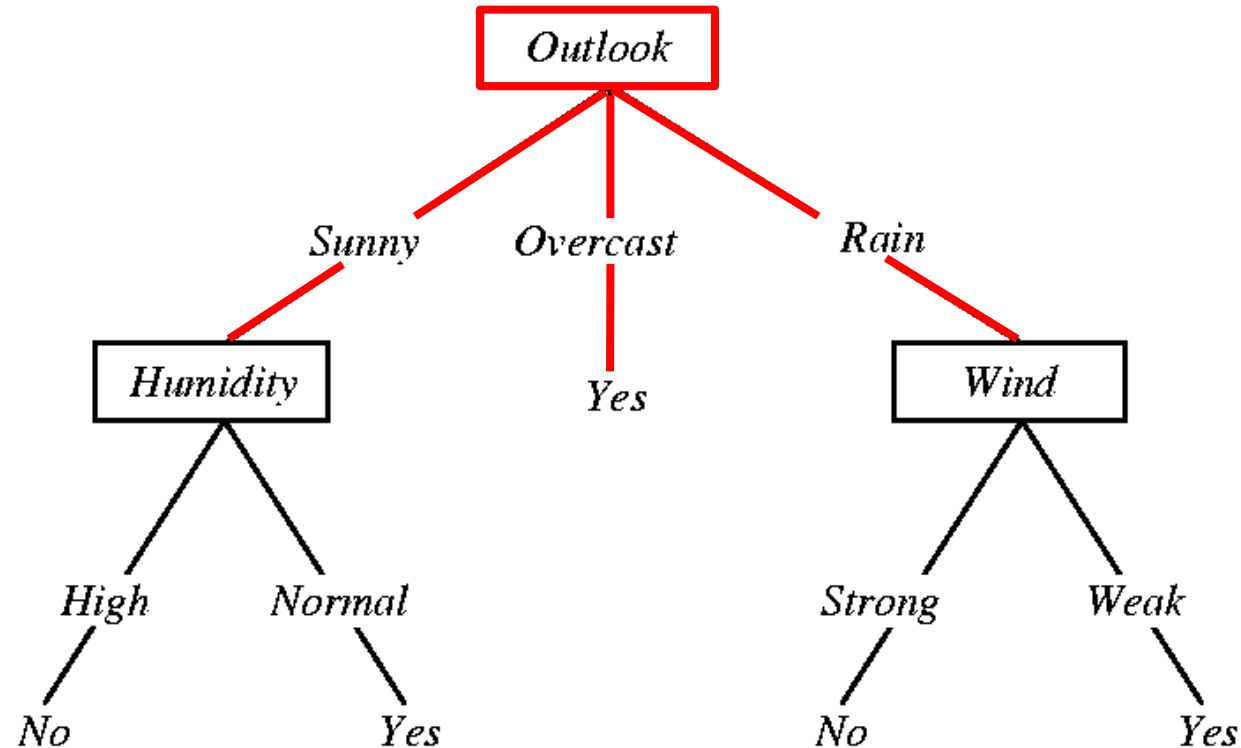 Outlook
Sunny Overcast Rain
Humidity Yes Wind
High Normal Strong Weak
No Yes No Yes